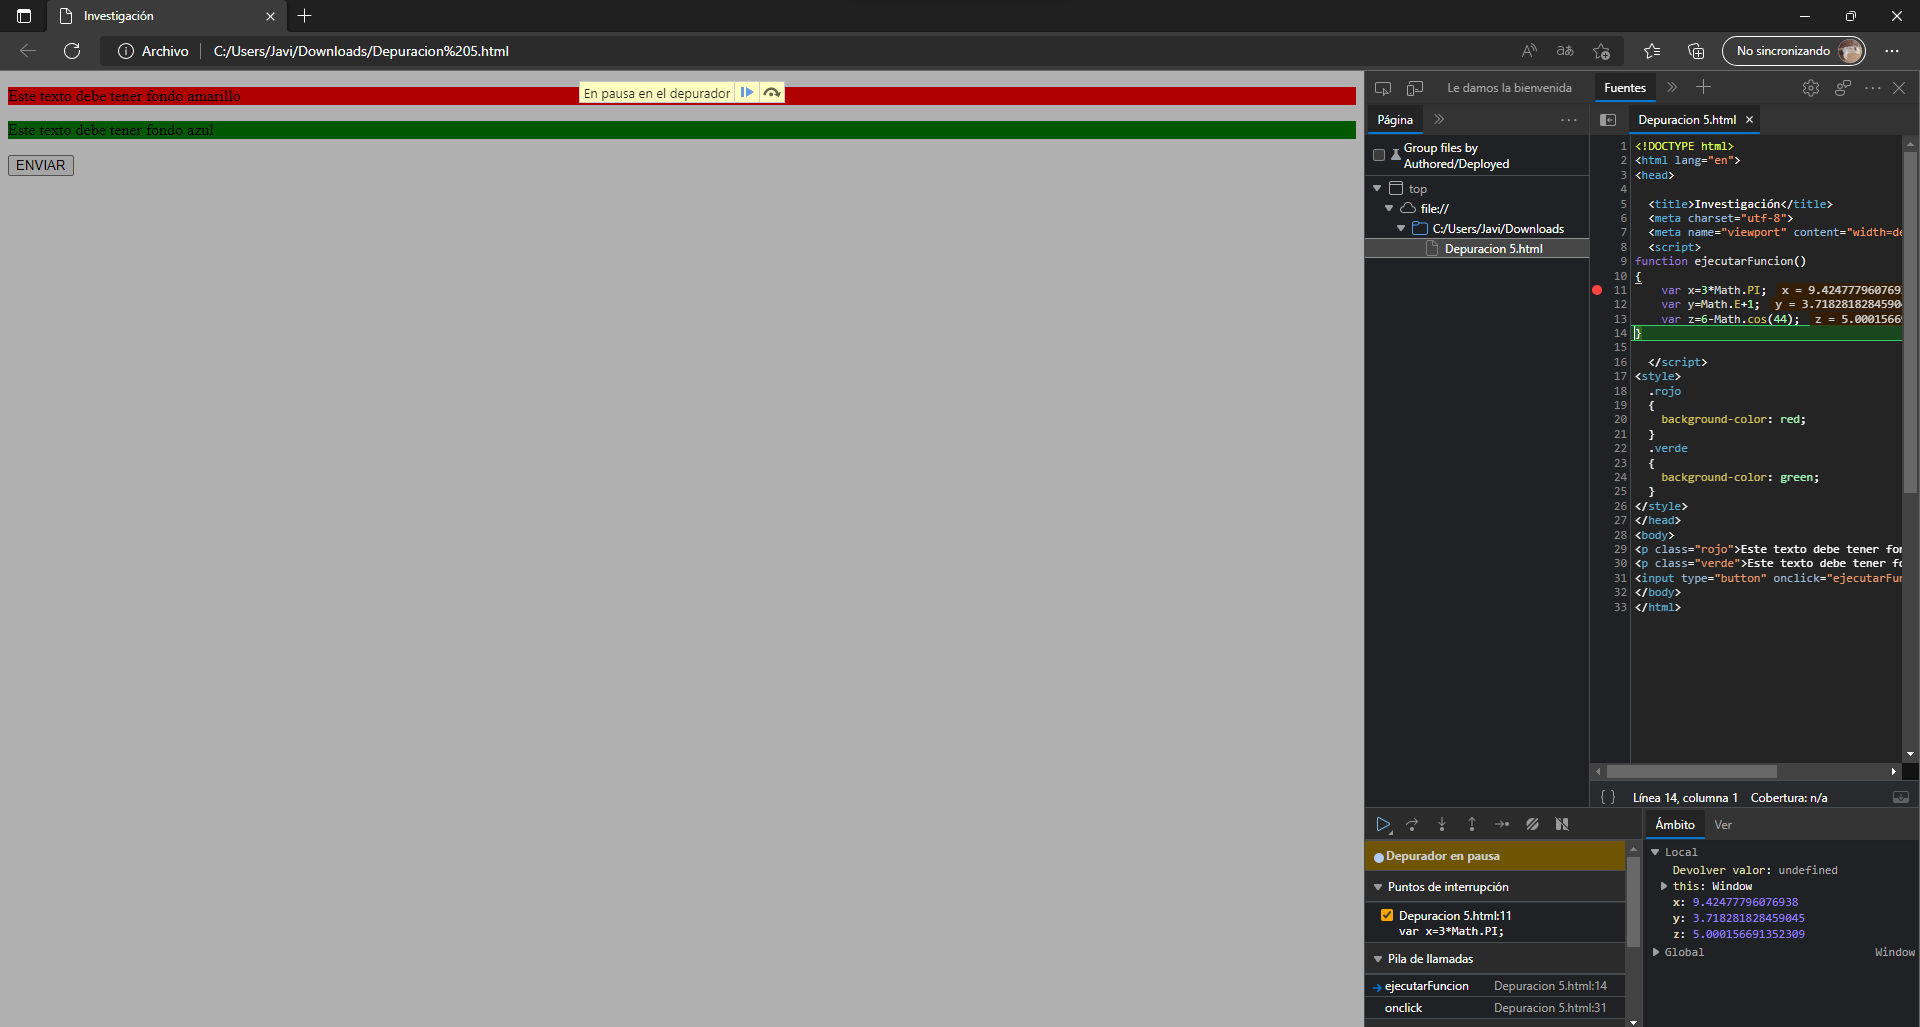 Investigación
Archivo
C:/Users/Javi/Downloads/Depuracion%205.html
No sincronizando
Este texto debe tener fondo amarillo
En pausa en el depurador
Este texto debe tener fondo azul
ENVIAR
Le damos la bienvenida
Fuentes
Página
Depuracion 5.html
Group files by
Authored/Deployed
top
file://
C:/Users/Javi/Downloads
Depuracion 5.html
1 <!DOCTYPE html>
2 <html lang="en">
3 <head>
4
5 <title>Investigación</title>
6 <meta charset="utf-8">
7 <meta name="viewport" content="width=de
8 <script>
9 function ejecutarFuncion()
10 {
11 var x=3*Math.PI; x = 9.4247779607693
12 var y=Math.E+1; y = 3.71828182845904
13 var z=6-Math.cos(44); z = 5.00015669
14 }
15
16 </script>
17 <style>
18 .rojo
19 {
20 background-color: red;
21 }
22 .verde
23 {
24 background-color: green;
25 }
26 </style>
27 </head>
28 <body>
29 <p class="rojo">Este texto debe tener fon
30 <p class="verde">Este texto debe tener fo
31 <input type="button" onclick="ejecutarFun
32 </body>
33 </html>
{ } Línea 14, columna 1 Cobertura: n/a
Depurador en pausa
Puntos de interrupción
Depuracion 5.html:11
var x=3*Math.PI;
Pila de llamadas
ejecutarFuncion Depuracion 5.html:14
onclick Depuracion 5.html:31
Ámbito Ver
Local
Devolver valor: undefined
this: Window
x: 9.42477796076938
y: 3.718281828459045
z: 5.000156691352309
Global Window